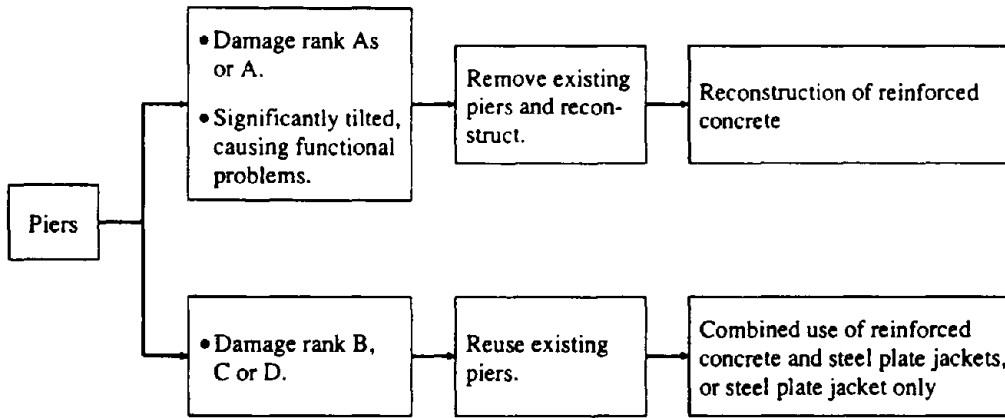 Piers
• Damage rank As
or A.
• Significantly tilted,
causing functional
problems.
Remove existing
piers and recon-
struct.
Reconstruction of reinforced
concrete
• Damage rank B,
C or D.
Reuse existing
piers.
Combined use of reinforced
concrete and steel plate jackets,
or steel plate jacket only